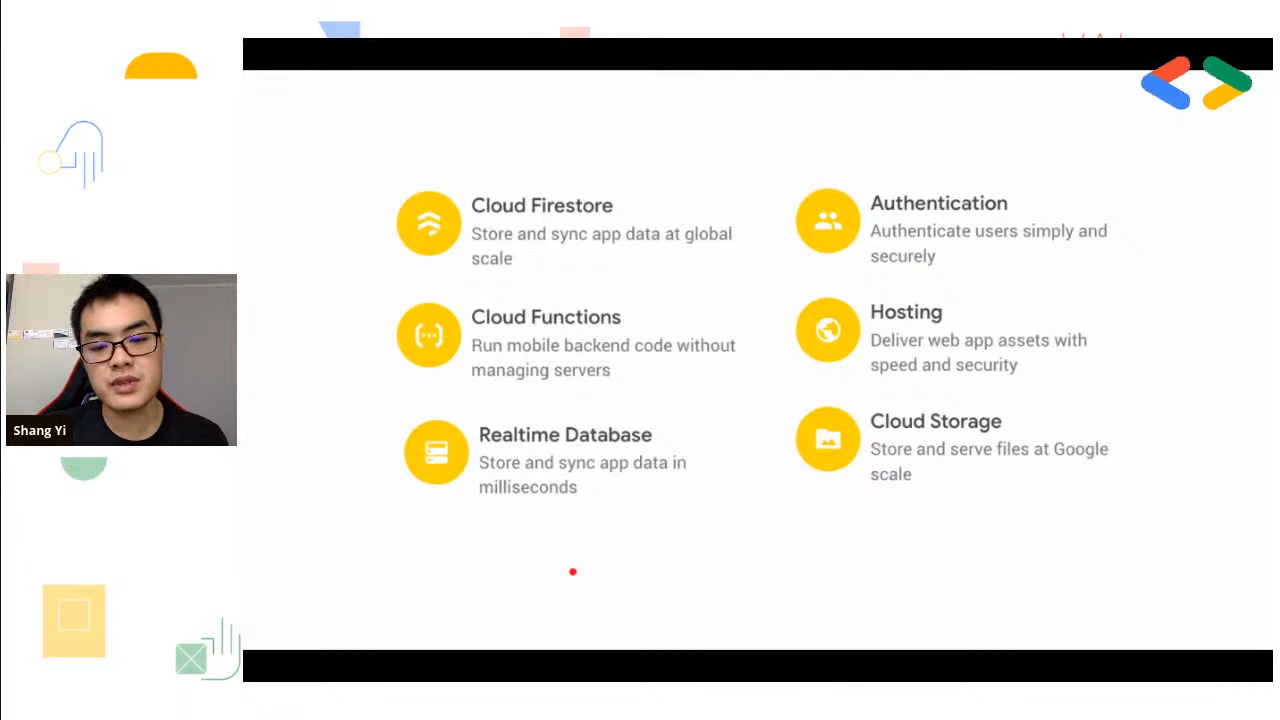 Cloud Firestore
Store and sync app data at global
scale
Cloud Functions
Run mobile backend code without
managing servers
Realtime Database
Store and sync app data in
milliseconds
Authentication
Authenticate users simply and
securely
Hosting
Deliver web app assets with
speed and security
Cloud Storage
Store and serve files at Google
scale
Shang Yi